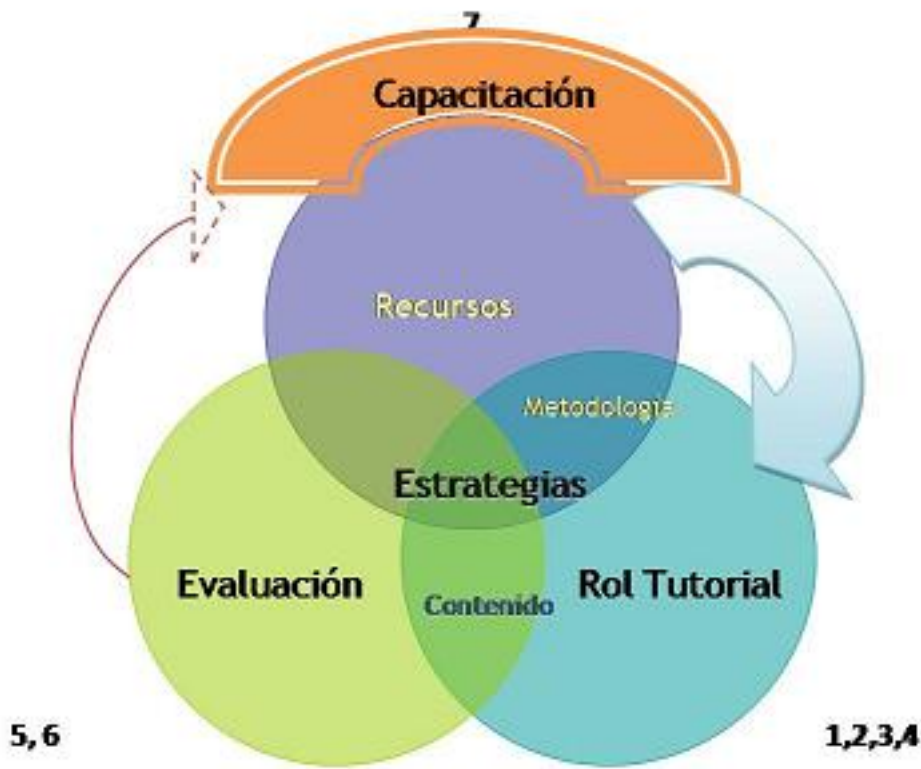 7
Capacitación
Recursos
Metodología
Estrategias
Evaluación
Rol Tutorial
Contenido
5, 6
1,2,3,4